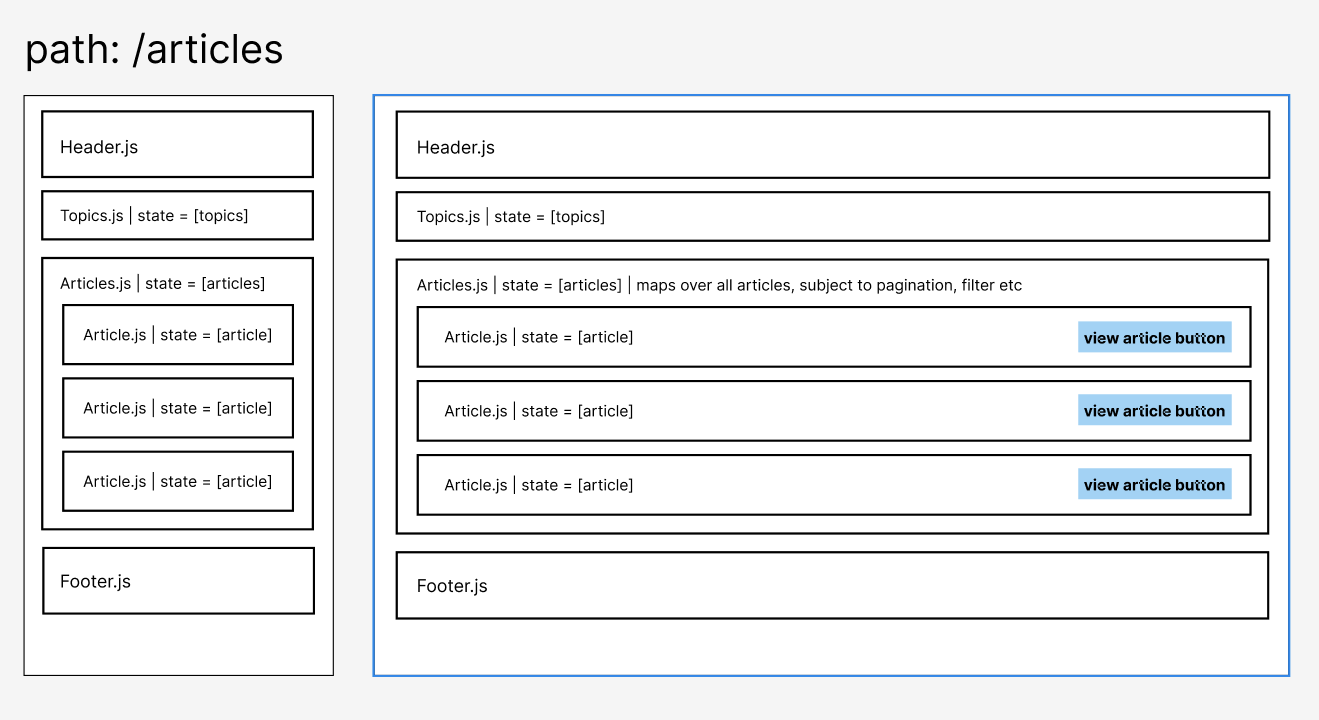 path: /articles
Header.js
Topics.js | state = [topics]
Articles.js | state = [articles]
Article.js | state = [article]
Article.js | state = [article]
Article.js | state = [article]
Footer.js
Header.js
Topics.js | state = [topics]
Articles.js | state = [articles] | maps over all articles, subject to pagination, filter etc
Article.js | state = [article]
view article button
Article.js | state = [article]
view article button
Article.js | state = [article]
view article button
Footer.js